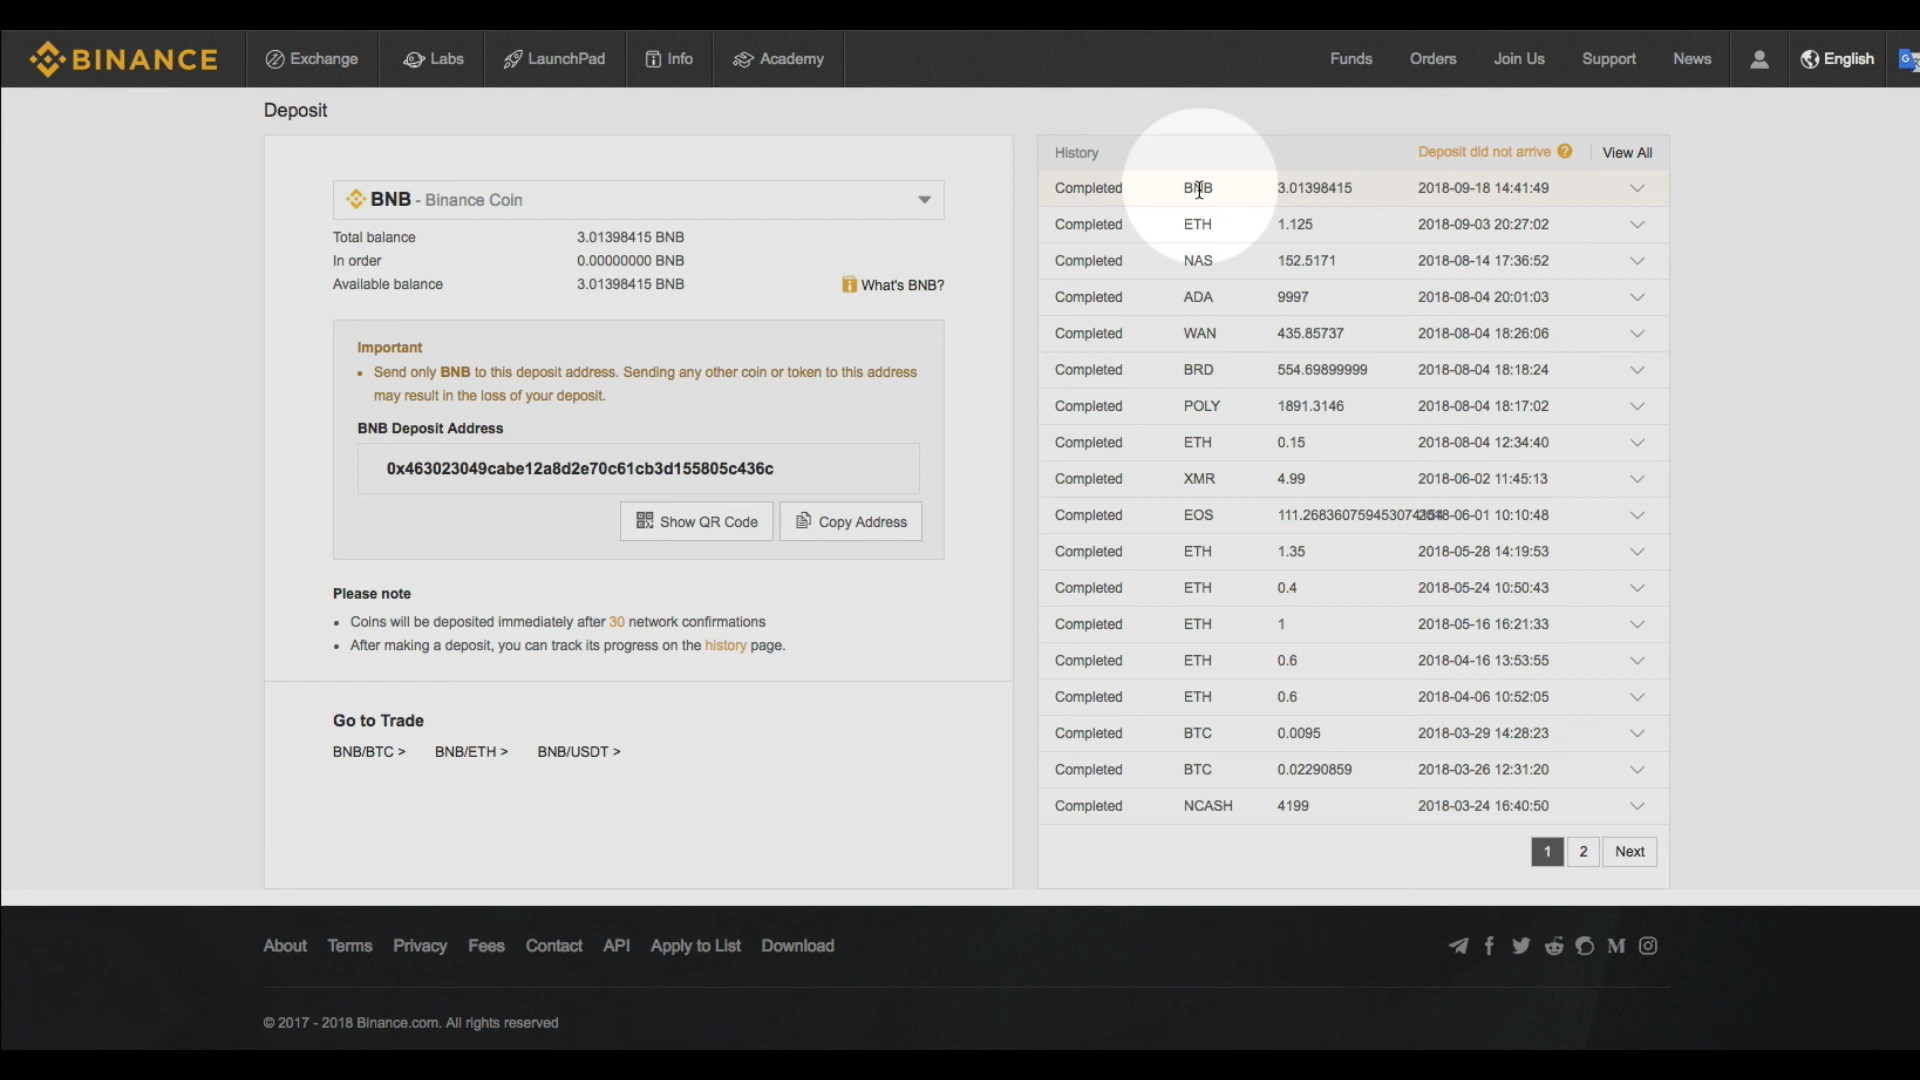 BINANCE Exchange Labs LaunchPad Info Academy Funds Orders Join Us Support News English
Deposit
BNB - Binance Coin
Total balance 3.01398415 BNB
In order 0.00000000 BNB
Available balance 3.01398415 BNB
What's BNB?
Important
• Send only BNB to this deposit address. Sending any other coin or token to this address
may result in the loss of your deposit.
BNB Deposit Address
0x463023049cabe12a8d2e70c61cb3d155805c436c
Show QR Code Copy Address
Please note
• Coins will be deposited immediately after 30 network confirmations
• After making a deposit, you can track its progress on the history page.
Go to Trade
BNB/BTC > BNB/ETH > BNB/USDT >
History Deposit did not arrive ? View All
Completed BNB 3.01398415 2018-09-18 14:41:49
Completed ETH 1.125 2018-09-03 20:27:02
Completed NAS 152.5171 2018-08-14 17:36:52
Completed ADA 9997 2018-08-04 20:01:03
Completed WAN 435.85737 2018-08-04 18:26:06
Completed BRD 554.69899999 2018-08-04 18:18:24
Completed POLY 1891.3146 2018-08-04 18:17:02
Completed ETH 0.15 2018-08-04 12:34:40
Completed XMR 4.99 2018-06-02 11:45:13
Completed EOS 10:10:48
Completed ETH 1.35 2018-05-28 14:19:53
Completed ETH 0.4 2018-05-24 10:50:43
Completed ETH 1 2018-05-16 16:21:33
Completed ETH 0.6 2018-04-16 13:53:55
Completed ETH 0.6 2018-04-06 10:52:05
Completed BTC 0.0095 2018-03-29 14:28:23
Completed BTC 0.02290859 2018-03-26 12:31:20
Completed NCASH 4199 2018-03-24 16:40:50
1 2 Next
About Terms Privacy Fees Contact API Apply to List Download
© 2017 - 2018 Binance.com. All rights reserved